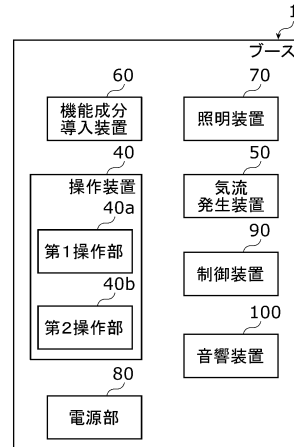 1
ブース
60
機能成分
導入装置
70
照明装置
40
操作装置
40a
第1操作部
40b
第2操作部
50
気流
発生装置
90
制御装置
100
音響装置
80
電源部